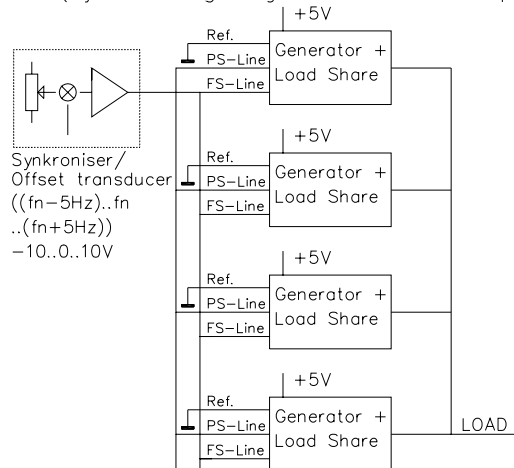 +5V
Ref.
PS-Line
FS-Line
Generator +
Load Share
Synkroniser/
Offset transducer
((fn-5Hz)..fn
..(fn+5Hz))
-10..0..10V
+5V
Ref.
PS-Line
FS-Line
Generator +
Load Share
+5V
Ref.
PS-Line
FS-Line
Generator +
Load Share
+5V
Ref.
PS-Line
FS-Line
Generator +
Load Share
LOAD